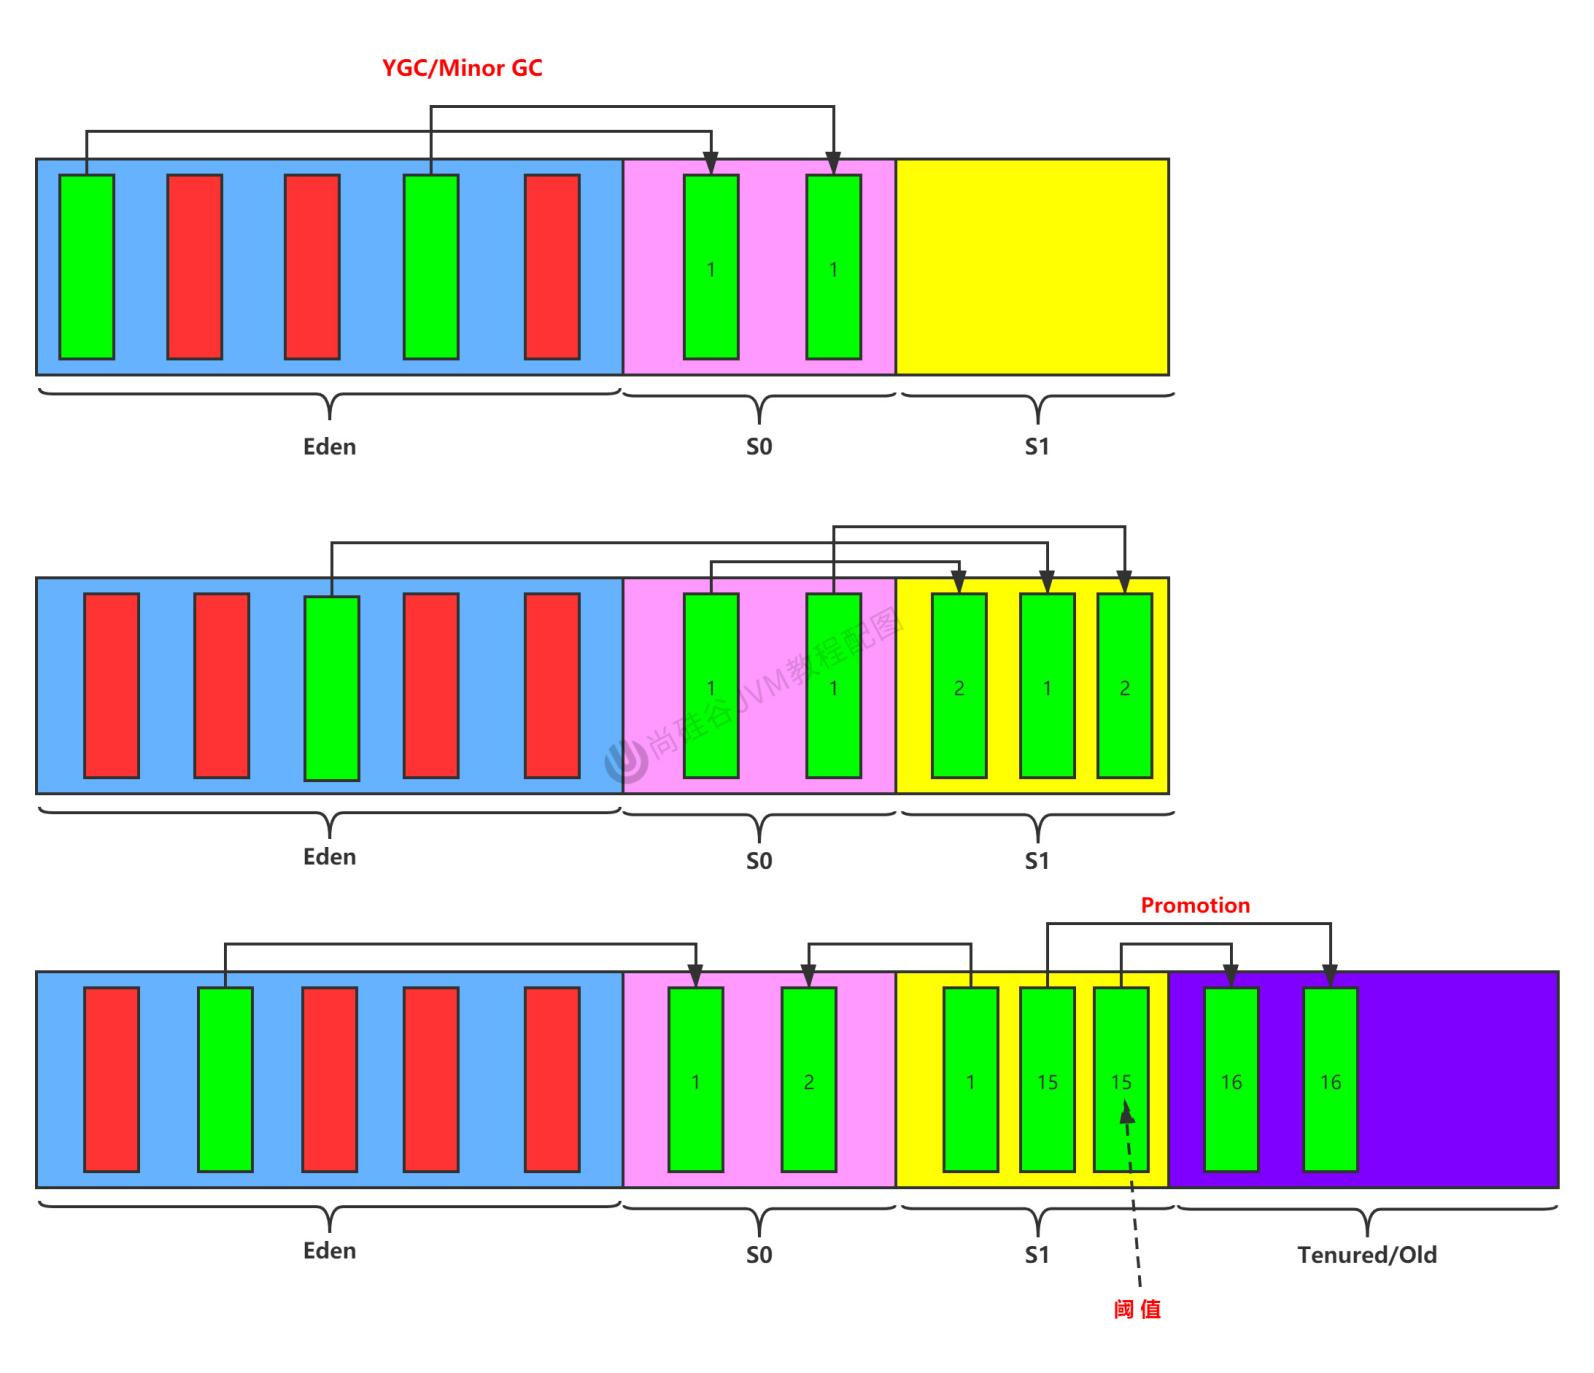 YGC/Minor GC
1 1
Eden S0 S1
1 1 2 1 2
尚硅谷JVM教程配图
Eden S0 S1
Promotion
1 2 1 15 15 16 16
Eden S0 S1 Tenured/Old
阈 值